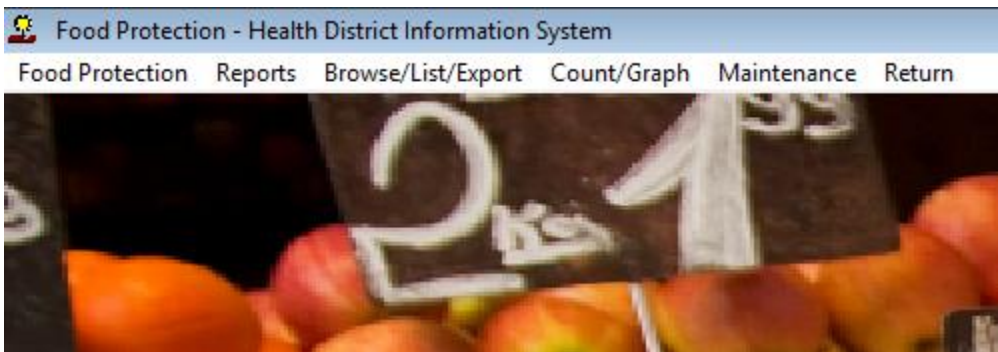 Food Protection - Health District Information System
Food Protection Reports Browse/List/Export Count/Graph Maintenance Return
2 kg 1 99